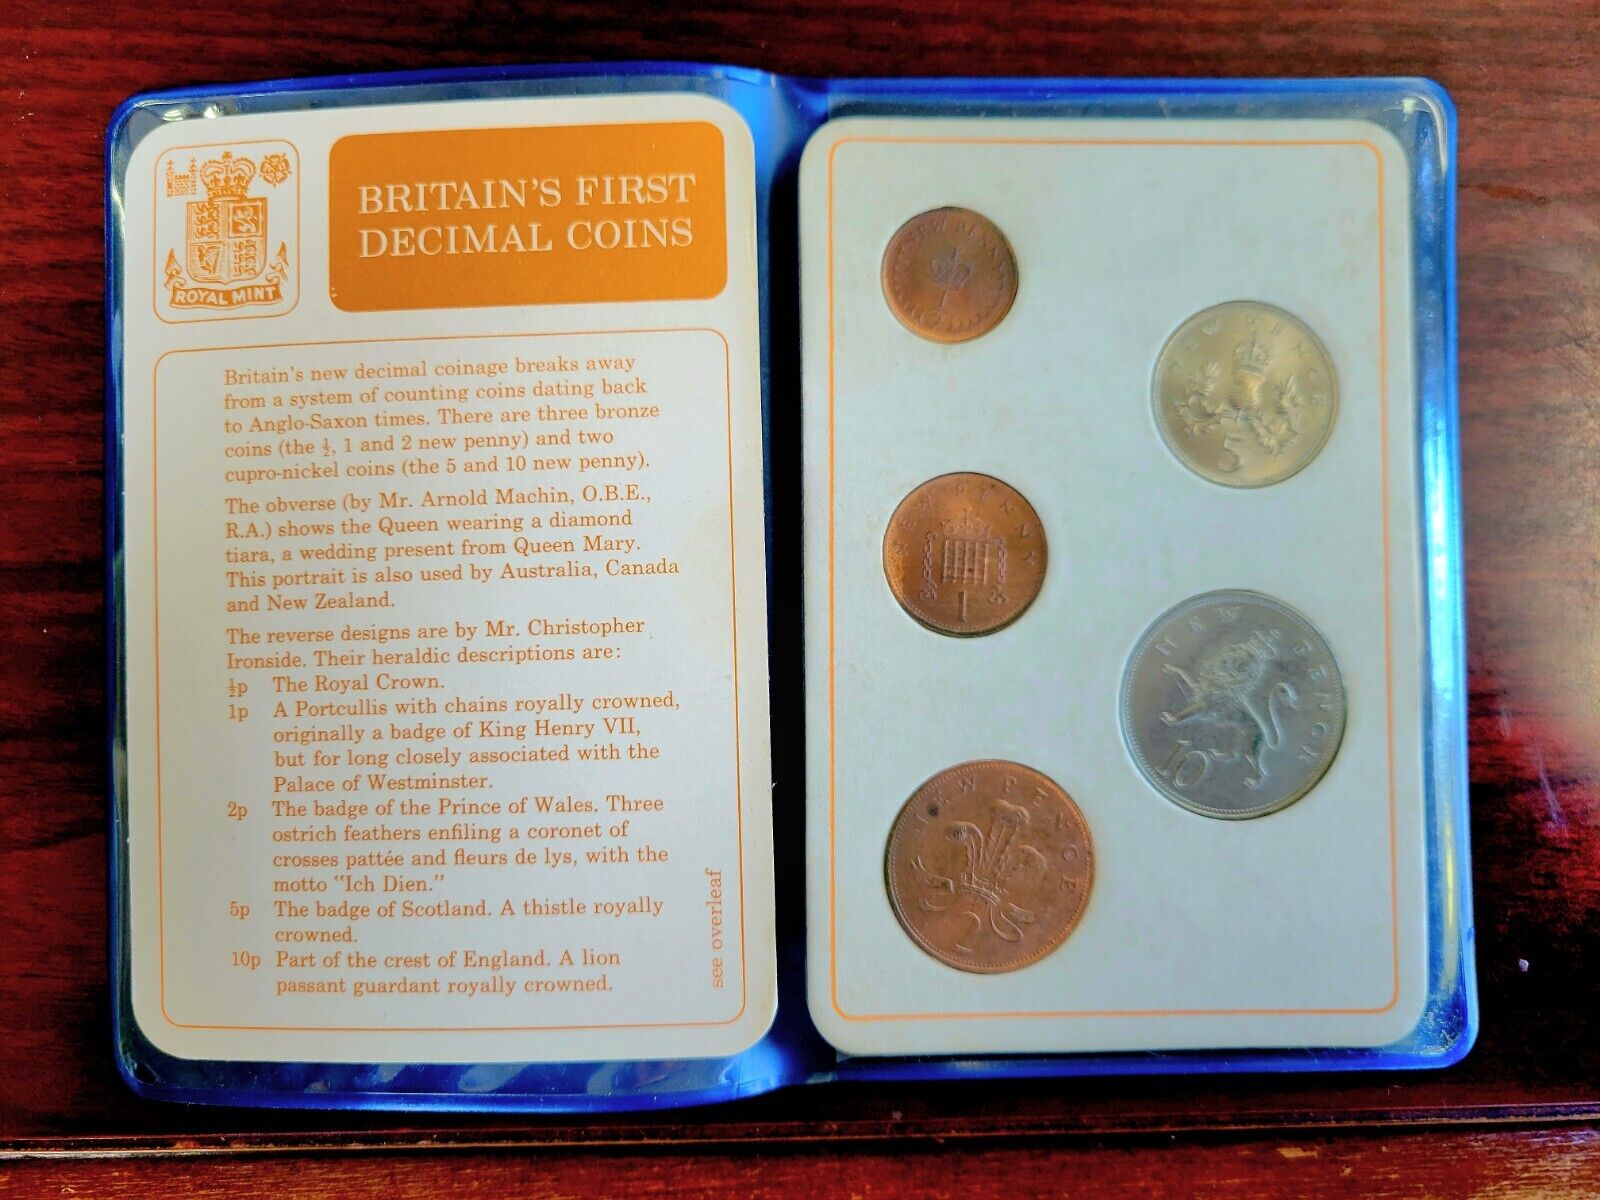 ROYAL MINT
BRITAIN'S FIRST
DECIMAL COINS
Britain's new decimal coinage breaks away
from a system of counting coins dating back
to Anglo-Saxon times. There are three bronze
coins (the ½, 1 and 2 new penny) and two
cupro-nickel coins (the 5 and 10 new penny).
The obverse (by Mr. Arnold Machin, O.B.E.,
R.A.) shows the Queen wearing a diamond
tiara, a wedding present from Queen Mary.
This portrait is also used by Australia, Canada
and New Zealand.
The reverse designs are by Mr. Christopher
Ironside. Their heraldic descriptions are:
½p The Royal Crown.
1p A Portcullis with chains royally crowned,
originally a badge of King Henry VII,
but for long closely associated with the
Palace of Westminster.
2p The badge of the Prince of Wales. Three
ostrich feathers enfiling a coronet of
crosses pattée and fleurs de lys, with the
motto "Ich Dien."
5p The badge of Scotland. A thistle royally
crowned.
10p Part of the crest of England. A lion
passant guardant royally crowned.
see overleaf
NEW PENNY
NEW PENCE
5
NEW PENNY
1
NEW PENCE
10
NEW PENCE
2